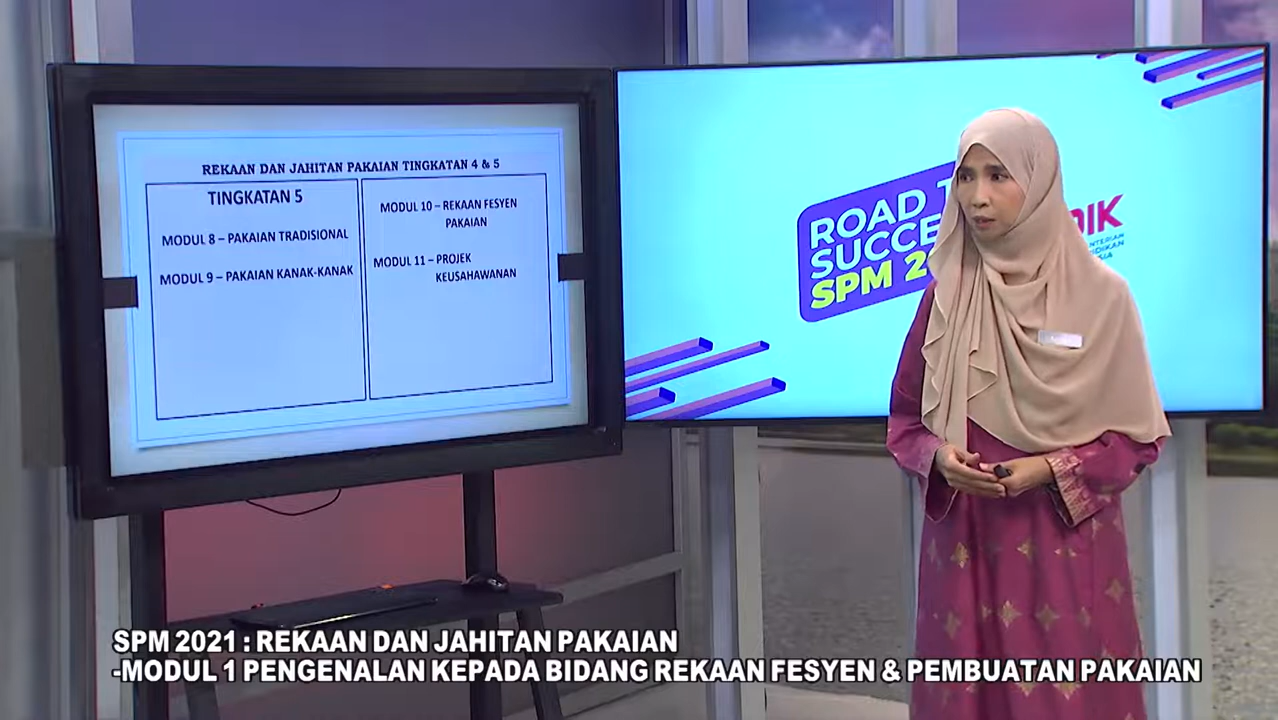 REKAAN DAN JAHITAN PAKAIAN TINGKATAN 4 & 5
TINGKATAN 5
MODUL 8 – PAKAIAN TRADISIONAL
MODUL 9 – PAKAIAN KANAK-KANAK
MODUL 10 – REKAAN FESYEN
PAKAIAN
MODUL 11 – PROJEK
KEUSAHAWANAN
ROAD
SUCCE
SPM
DIK
SPM 2021 : REKAAN DAN JAHITAN PAKAIAN
-MODUL 1 PENGENALAN KEPADA BIDANG REKAAN FESYEN & PEMBUATAN PAKAIAN